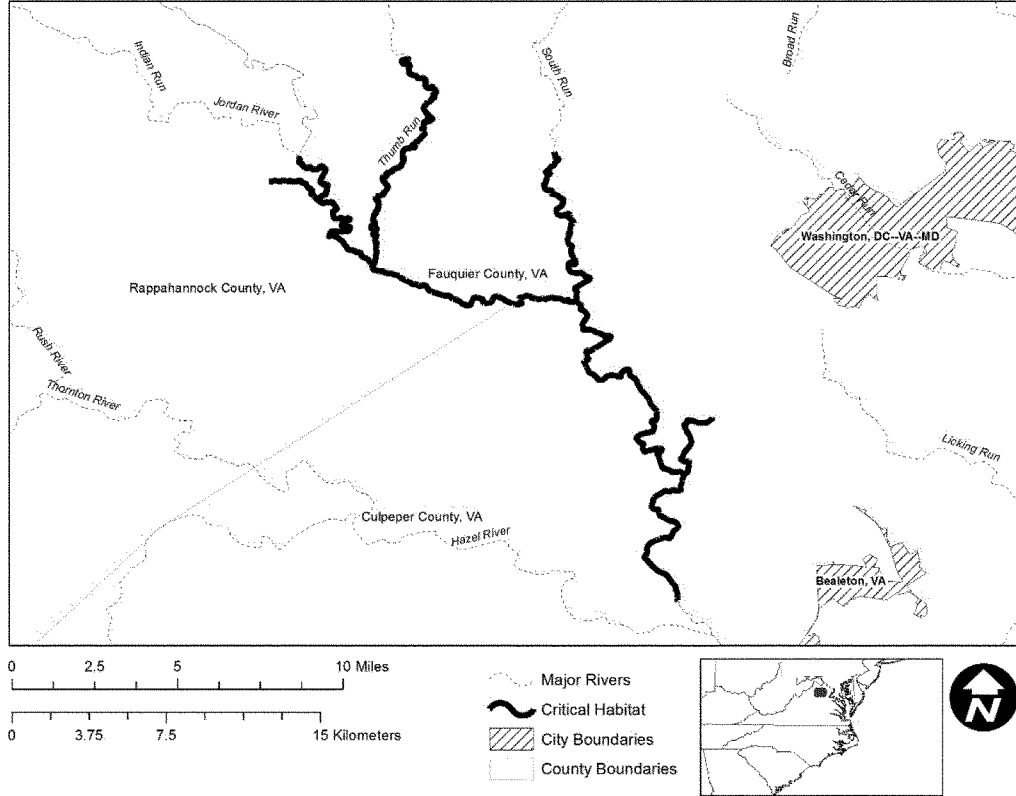 Indian Run
Jordan River
Thumb Run
South Run
Broad Run
Cedar Run
Washington, DC--VA--MD
Fauquier County, VA
Rappahannock County, VA
Rush River
Thornton River
Licking Run
Culpeper County, VA
Hazel River
Bealeton, VA
0 2.5 5 10 Miles
0 3.75 7.5 15 Kilometers
Major Rivers
Critical Habitat
City Boundaries
County Boundaries
N